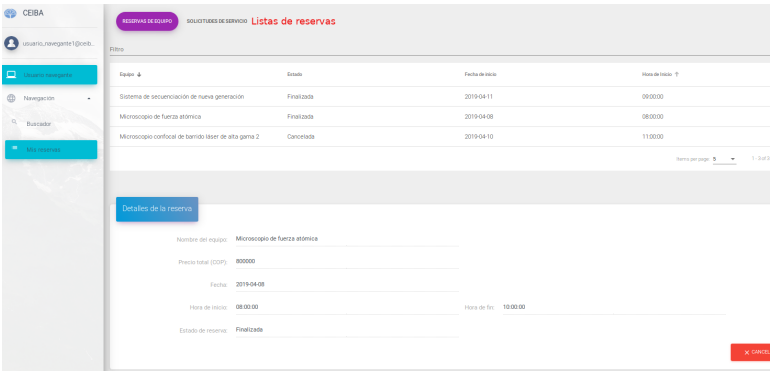 CEIBA
usuario_navegante1@ceib...
Usuario navegante
Navegación
Buscador
Mis reservas
RESERVAS DE EQUIPO SOLICITUDES DE SERVICIO Listas de reservas
Filtro
Equipo Estado Fecha de inicio Hora de Inicio
Sistema de secuenciación de nueva generación Finalizada 2019-04-11 09:00:00
Microscopio de fuerza atómica Finalizada 2019-04-08 08:00:00
Microscopio confocal de barrido láser de alta gama 2 Cancelada 2019-04-10 11:00:00
Items per page: 5 1 - 3 of 3
Detalles de la reserva
Nombre del equipo: Microscopio de fuerza atómica
Precio total (COP): 800000
Fecha: 2019-04-08
Hora de Inicio: 08:00:00 Hora de fin: 10:00:00
Estado de reserva: Finalizada
CANCEL